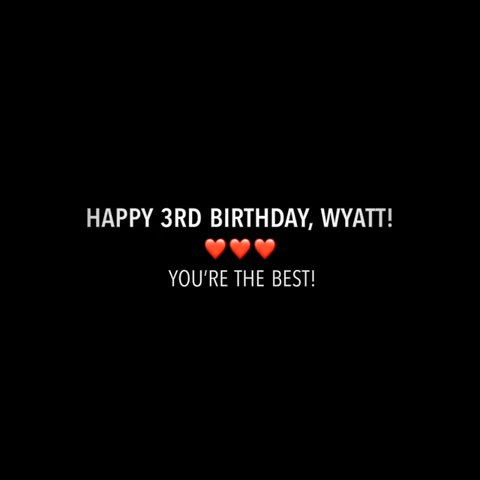 HAPPY 3RD BIRTHDAY, WYATT!
❤️❤️❤️
YOU’RE THE BEST!